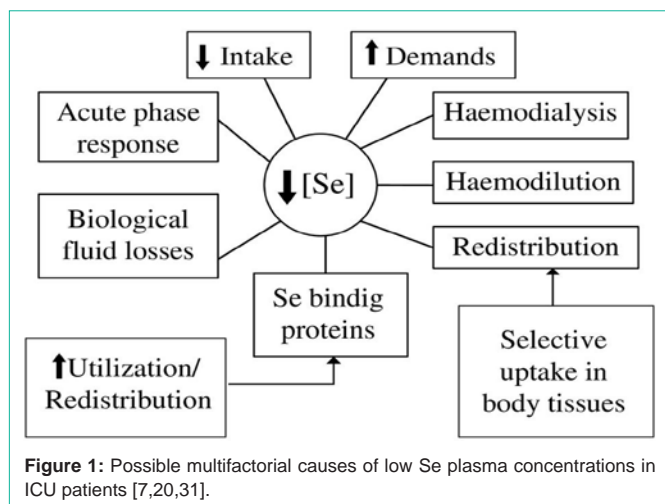 ⬇ Intake
⬆ Demands
Acute phase
response
Haemodialysis
⬇[Se]
Haemodilution
Biological
fluid losses
Redistribution
Se bindig
proteins
⬆Utilization/
Redistribution
Selective
uptake in
body tissues
Figure 1: Possible multifactorial causes of low Se plasma concentrations in
ICU patients [7,20,31].